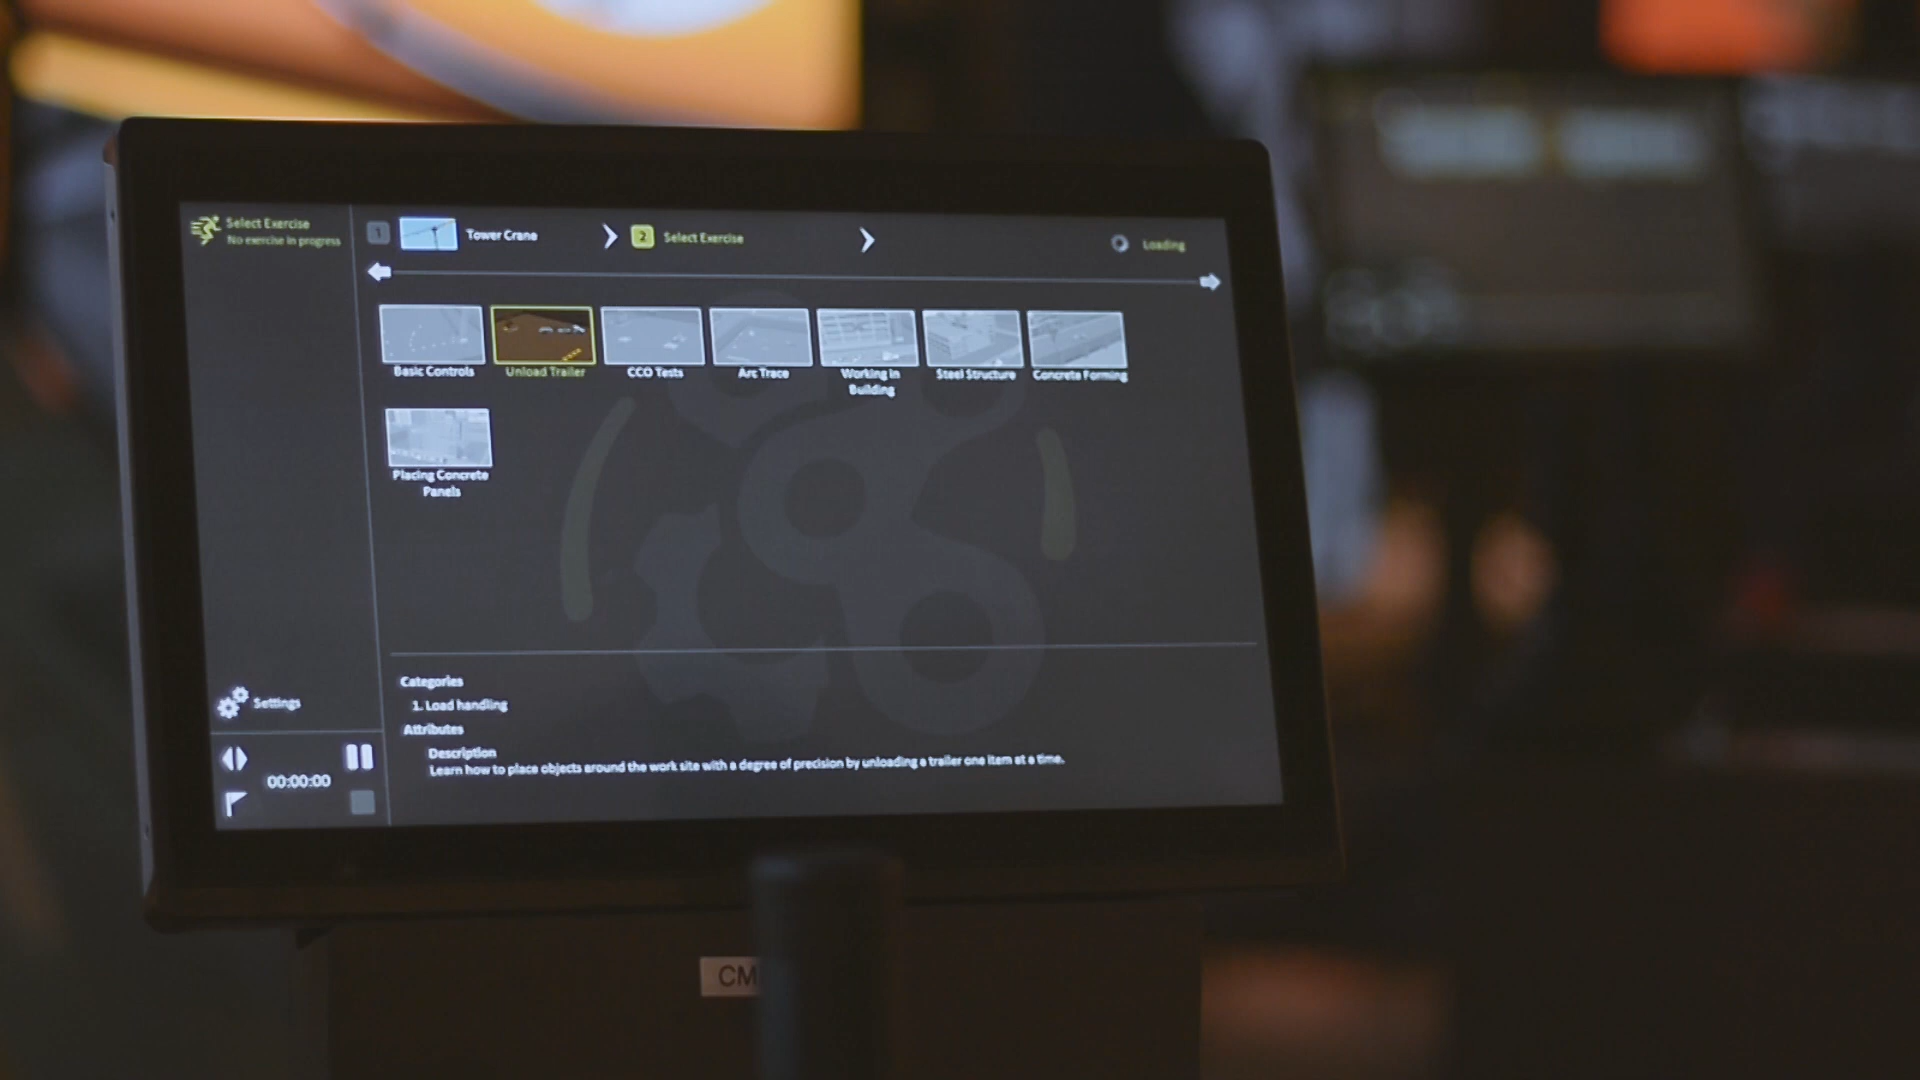 Select Exercise
No exercise in progress
1 Tower Crane
2 Select Exercise
Loading
Basic Controls
Unload Trailer
CCO Tests
Arc Trace
Working In
Building
Steel Structure
Concrete Forming
Placing Concrete
Panels
Categories
1. Load handling
Attributes
Description
Learn how to place objects around the work site with a degree of precision by unloading a trailer one item at a time.
Settings
00:00:00
CM